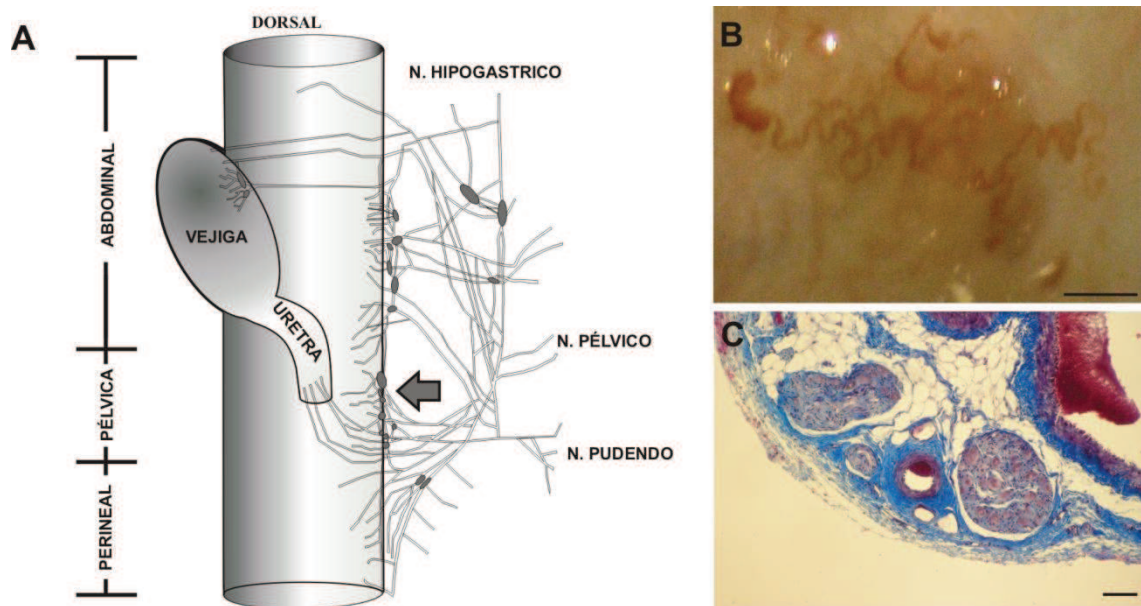 A
DORSAL
N. HIPOGASTRICO
ABDOMINAL
VEJIGA
URETRA
N. PÉLVICO
PÉLVICA
N. PUDENDO
PERINEAL
B
C